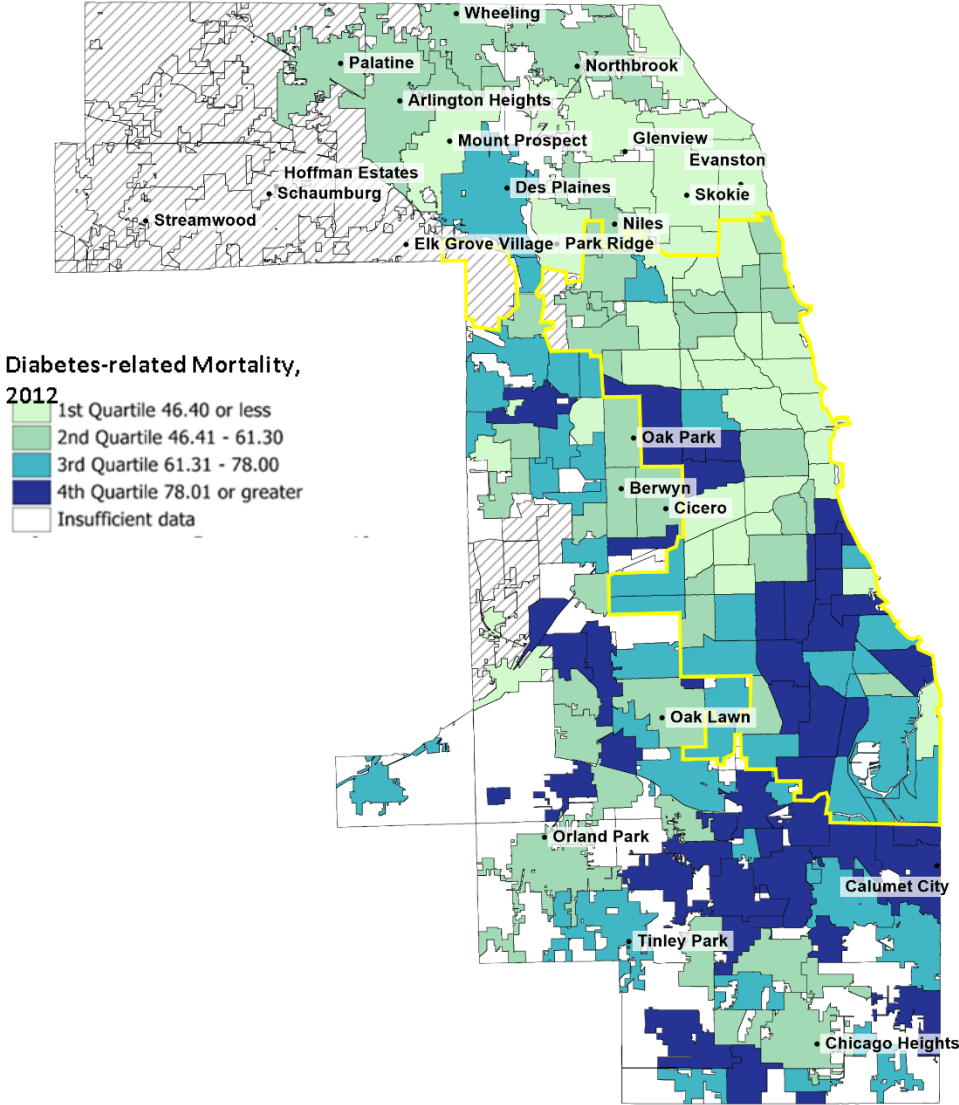 Wheeling
Palatine
Northbrook
Arlington Heights
Mount Prospect
Glenview
Evanston
Hoffman Estates
Des Plaines
Schaumburg
Skokie
Streamwood
Niles
Elk Grove Village
Park Ridge
Diabetes-related Mortality,
2012
1st Quartile 46.40 or less
2nd Quartile 46.41 - 61.30
3rd Quartile 61.31 - 78.00
4th Quartile 78.01 or greater
Insufficient data
Oak Park
Berwyn
Cicero
Oak Lawn
Orland Park
Calumet City
Tinley Park
Chicago Heights